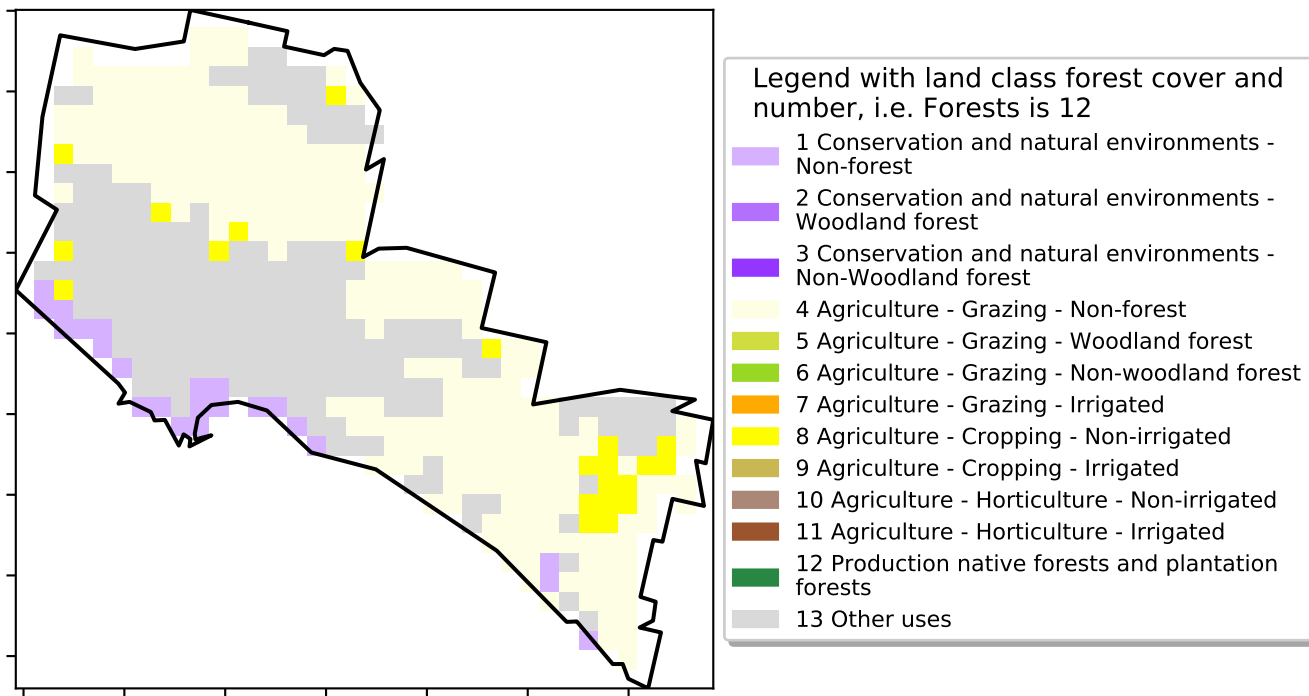 Legend with land class forest cover and
number, i.e. Forests is 12
1 Conservation and natural environments -
Non-forest
2 Conservation and natural environments -
Woodland forest
3 Conservation and natural environments -
Non-Woodland forest
4 Agriculture - Grazing - Non-forest
5 Agriculture - Grazing - Woodland forest
6 Agriculture - Grazing - Non-woodland forest
7 Agriculture - Grazing - Irrigated
8 Agriculture - Cropping - Non-irrigated
9 Agriculture - Cropping - Irrigated
10 Agriculture - Horticulture - Non-irrigated
11 Agriculture - Horticulture - Irrigated
12 Production native forests and plantation
forests
13 Other uses